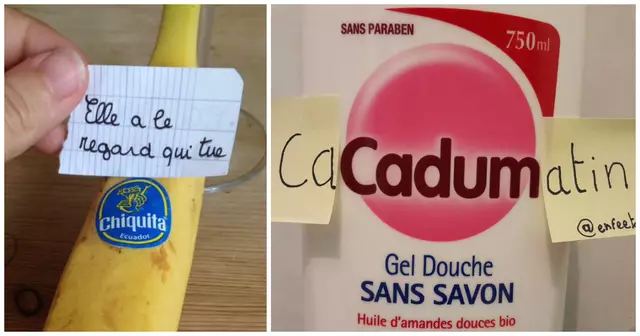 Elle a le
regard qui tue
Chiquita
Ecuador
SANS PARABEN
750ml
Ca
Cadum
atin
Gel Douche
SANS SAVON
Huile d'amandes douces bio